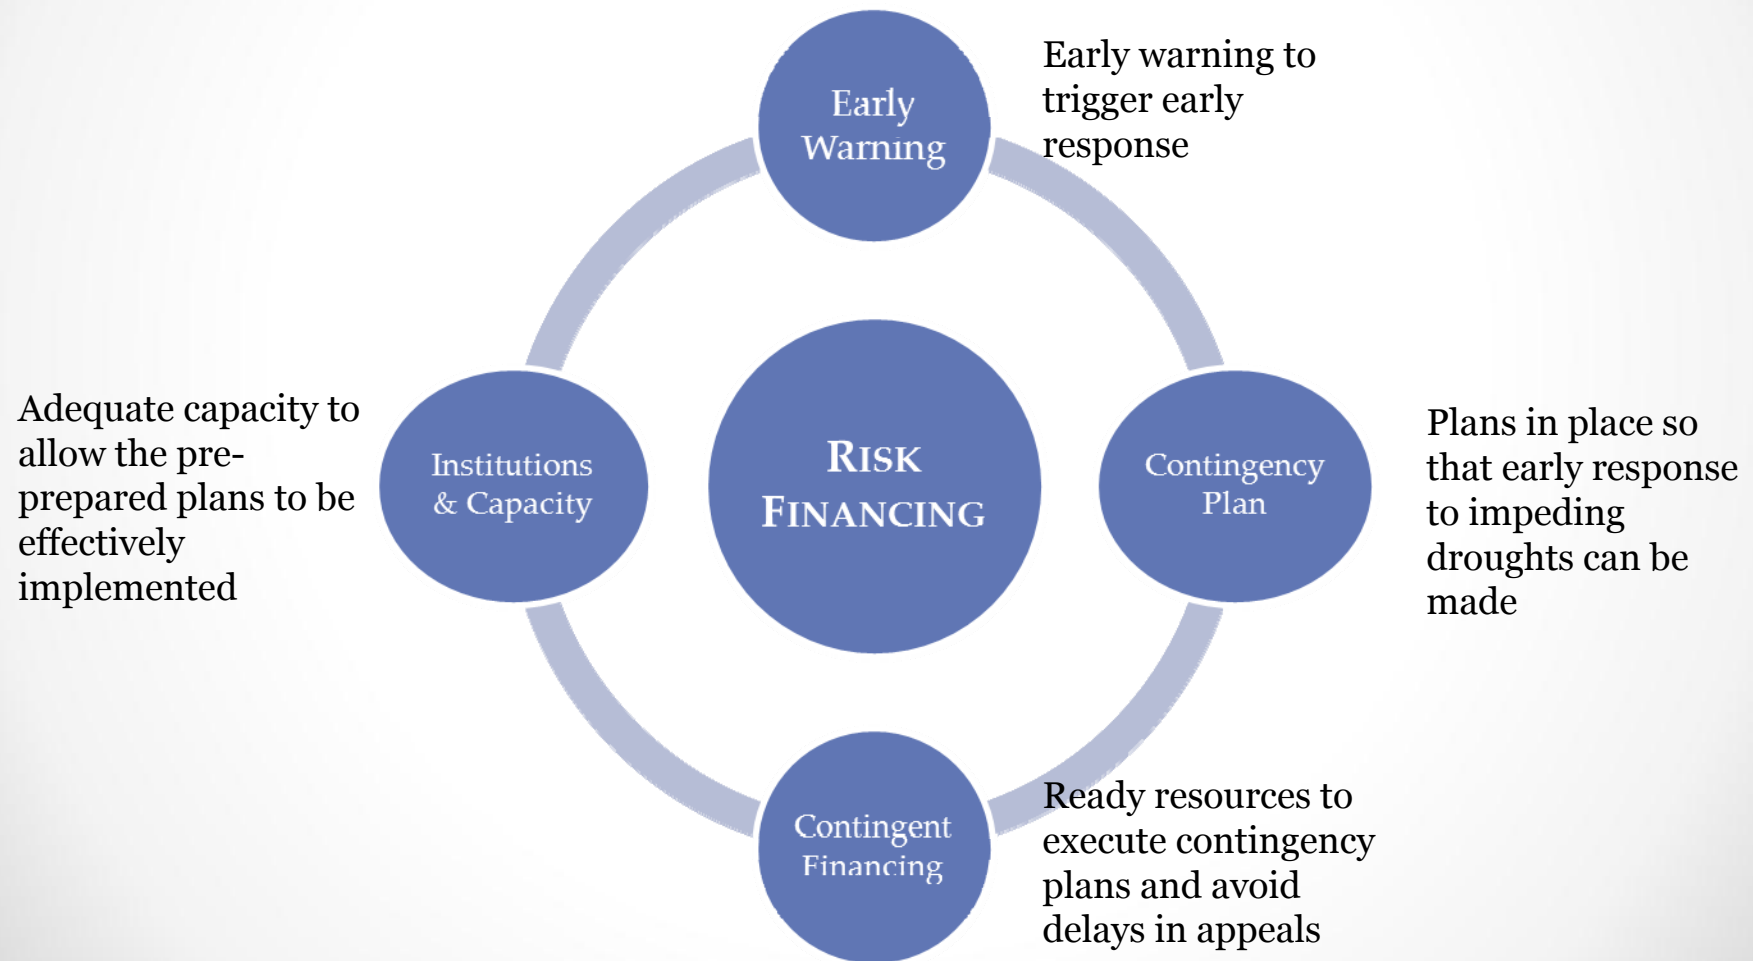 Early
Warning
Early warning to
trigger early
response
Adequate capacity to
allow the pre-
prepared plans to be
effectively
implemented
Institutions
& Capacity
RISK
FINANCING
Contingency
Plan
Plans in place so
that early response
to impeding
droughts can be
made
Contingent
Financing
Ready resources to
execute contingency
plans and avoid
delays in appeals